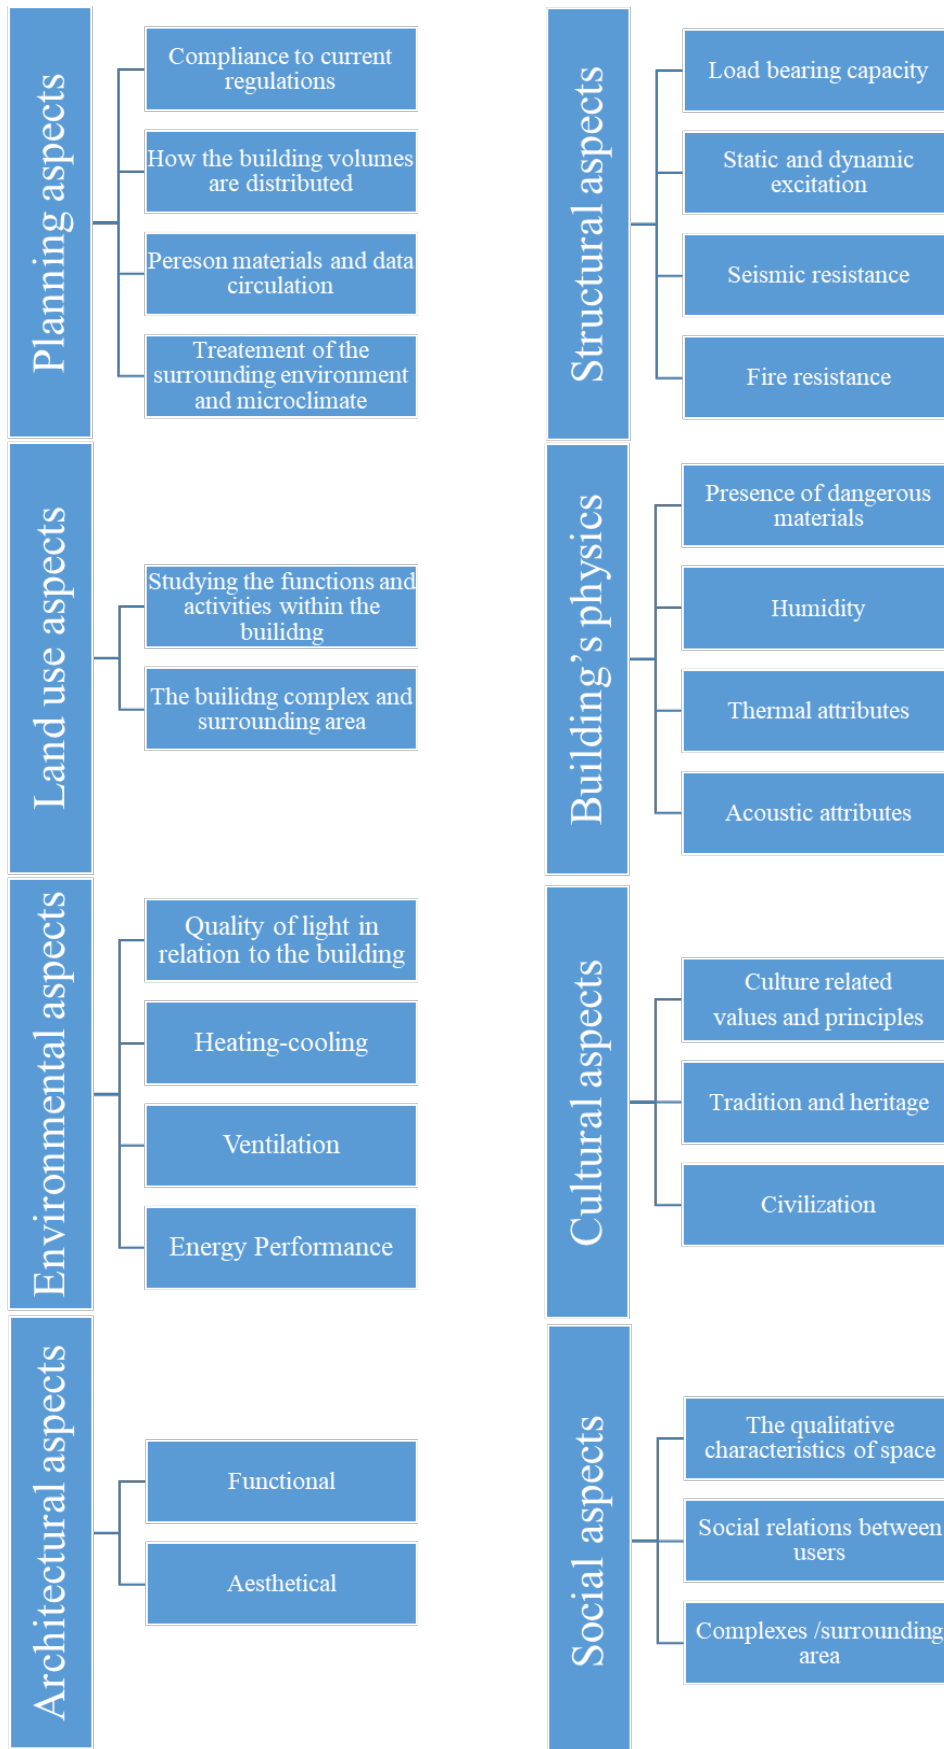 Planning aspects
Compliance to current
regulations
How the building volumes
are distributed
Pereson materials and data
circulation
Treatement of the
surrounding environment
and microclimate
Land use aspects
Studying the functions and
activities within the
builidng
The builidng complex and
surrounding area
Environmental aspects
Quality of light in
relation to the building
Heating-cooling
Ventilation
Energy Performance
Architectural aspects
Functional
Aesthetical
Structural aspects
Load bearing capacity
Static and dynamic
excitation
Seismic resistance
Fire resistance
Building’s physics
Presence of dangerous
materials
Humidity
Thermal attributes
Acoustic attributes
Cultural aspects
Culture related
values and principles
Tradition and heritage
Civilization
Social aspects
The qualitative
characteristics of space
Social relations between
users
Complexes /surrounding
area